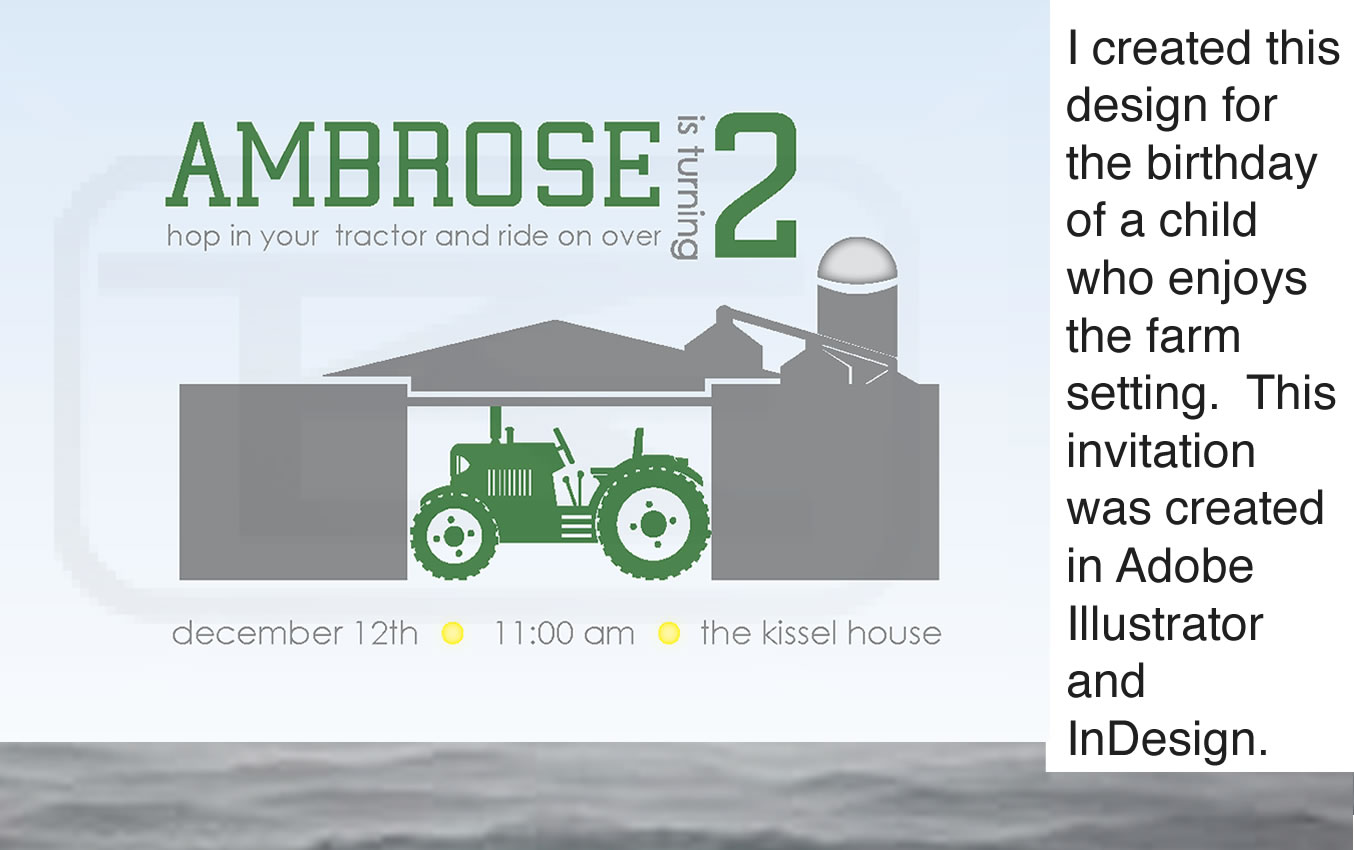 AMBROSE is turning 2
hop in your tractor and ride on over
december 12th 11:00 am the kissel house
I created this
design for
the birthday
of a child
who enjoys
the farm
setting. This
invitation
was created
in Adobe
Illustrator
and
InDesign.